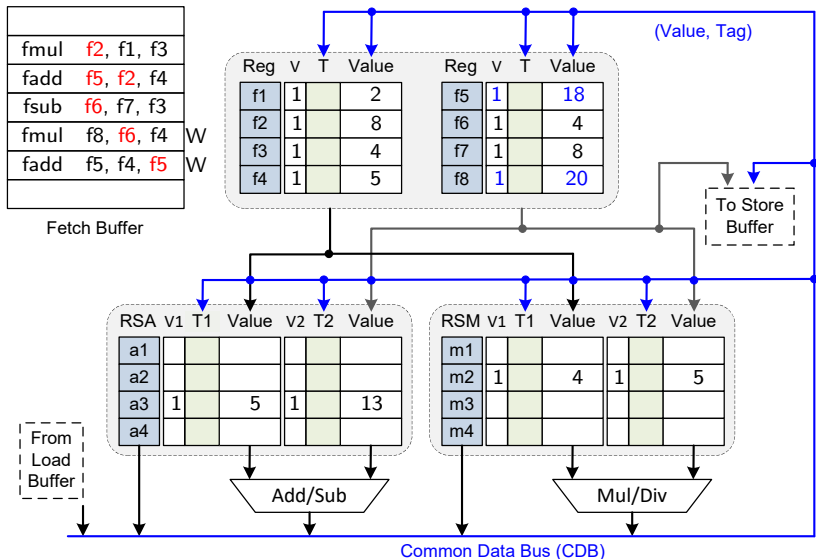 fmul f2, f1, f3
fadd f5, f2, f4
fsub f6, f7, f3
fmul f8, f6, f4 W
fadd f5, f4, f5 W
Fetch Buffer
(Value, Tag)
Reg V T Value
f1 1 2
f2 1 8
f3 1 4
f4 1 5
Reg V T Value
f5 1 18
f6 1 4
f7 1 8
f8 1 20
To Store
Buffer
RSA V1 T1 Value V2 T2 Value
a1
a2
a3 1 5 1 13
a4
RSM V1 T1 Value V2 T2 Value
m1
m2 1 4 1 5
m3
m4
From
Load
Buffer
Add/Sub
Mul/Div
Common Data Bus (CDB)